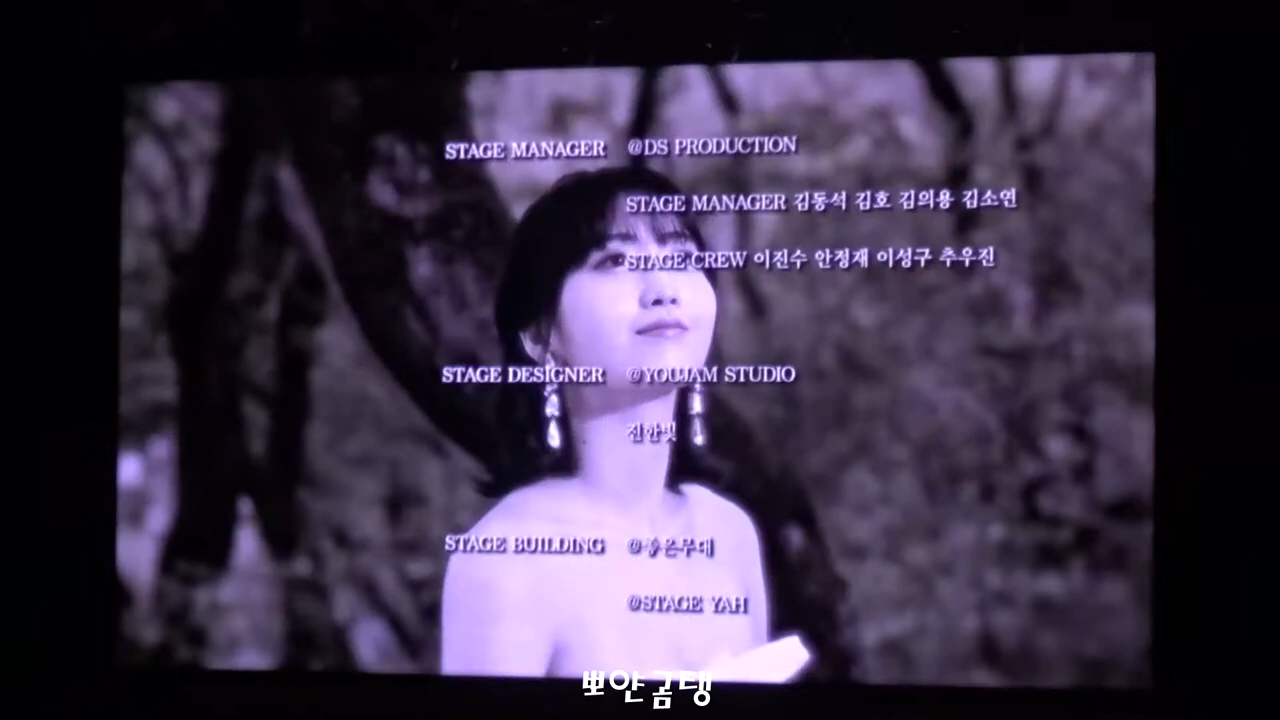 STAGE MANAGER @DS PRODUCTION
STAGE MANAGER 김동석 김호 김의용 김소연
STAGE CREW 이진수 안정재 이성구 추우진
STAGE DESIGNER @YOUJAM STUDIO
진한빛
STAGE BUILDING @좋은무대
@STAGE YAH
뽀얀곰탱